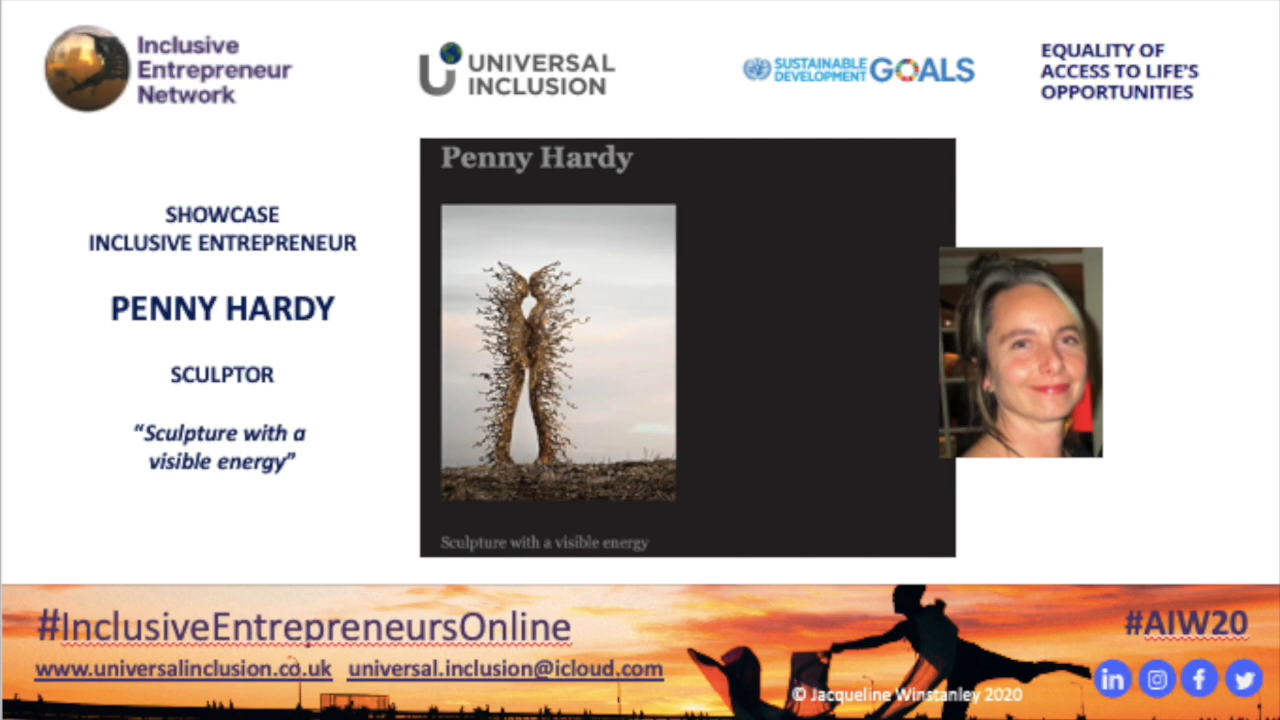 Inclusive
Entrepreneur
Network
UNIVERSAL
INCLUSION
SUSTAINABLE
DEVELOPMENT
GOALS
EQUALITY OF
ACCESS TO LIFE'S
OPPORTUNITIES
SHOWCASE
INCLUSIVE ENTREPRENEUR
PENNY HARDY
SCULPTOR
“Sculpture with a
visible energy”
Penny Hardy
Sculpture with a visible energy
#InclusiveEntrepreneursOnline
www.universalinclusion.co.uk universal.inclusion@icloud.com
© Jacqueline Winstanley 2020
#AIW20